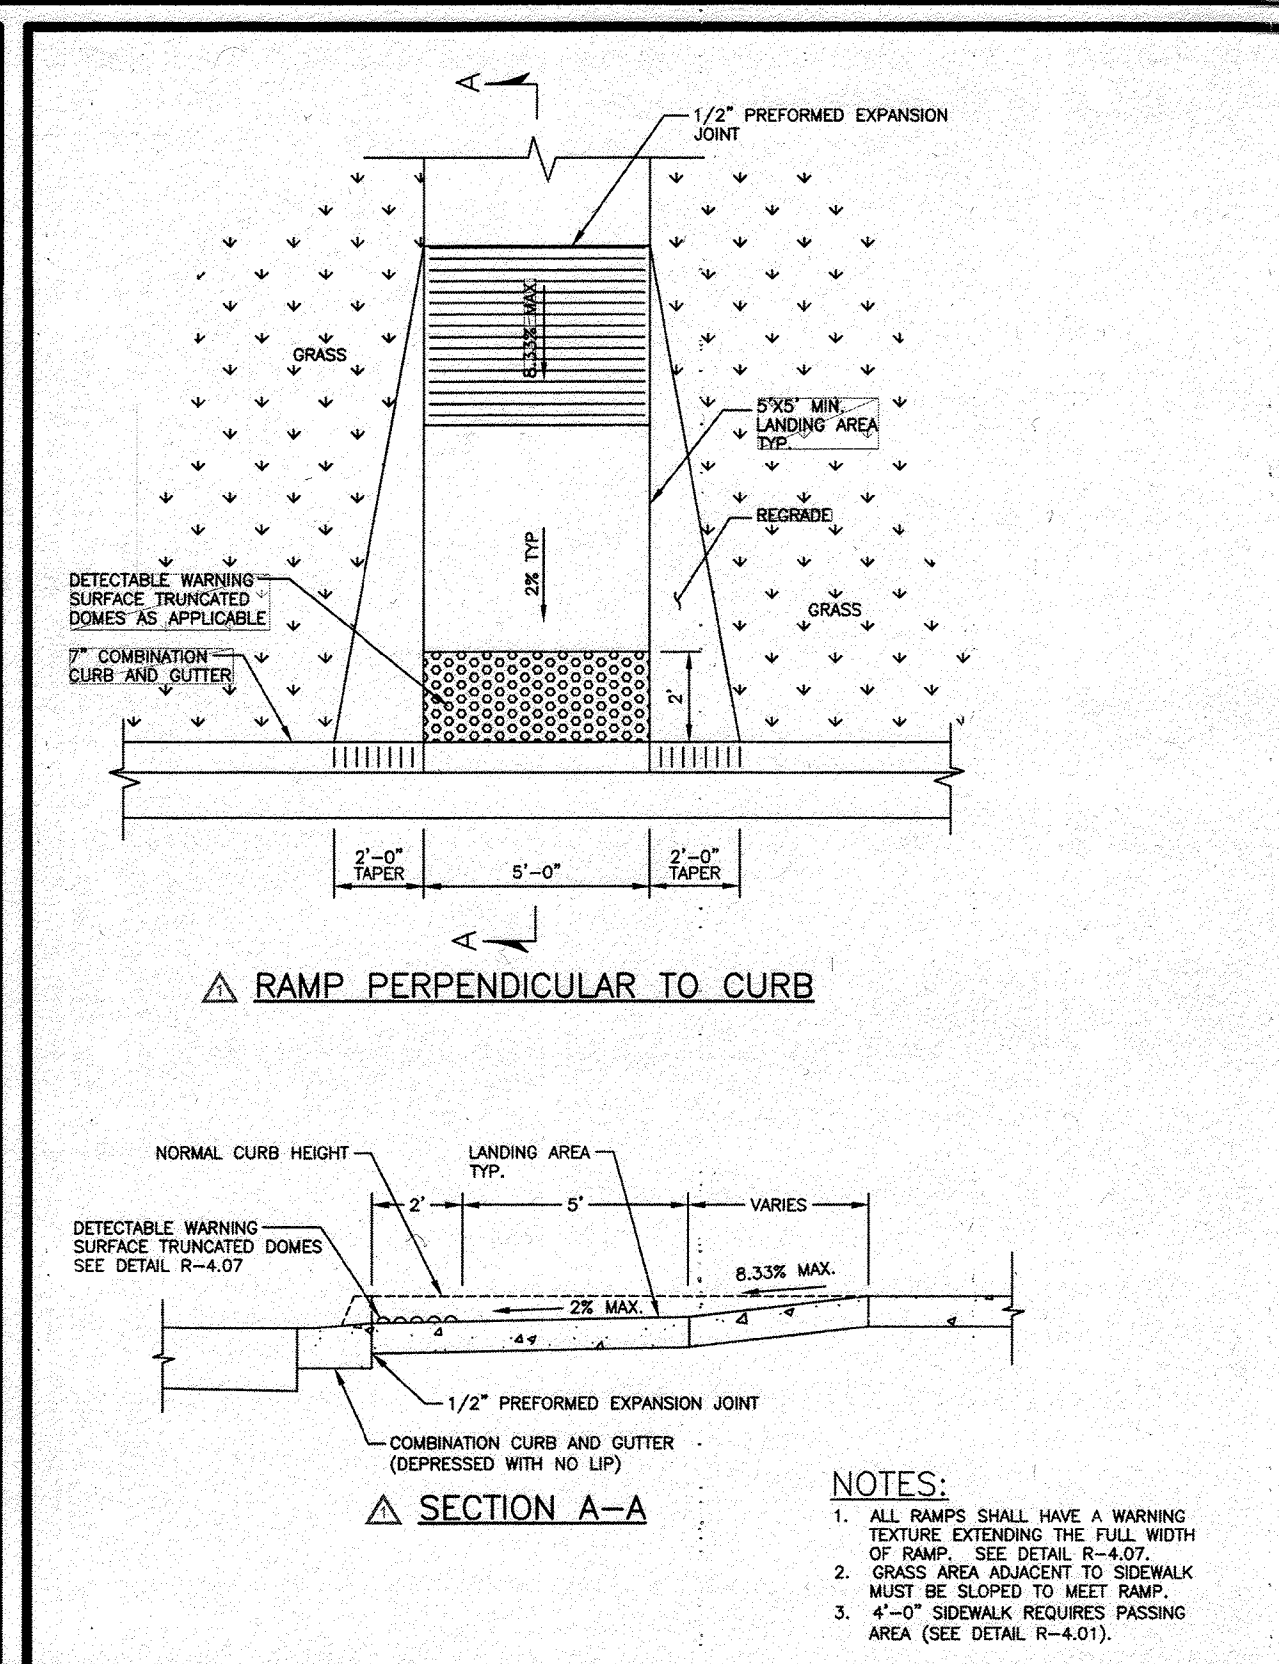 A
1/2" PREFORMED EXPANSION
JOINT
8.33% MAX.
GRASS
5'X5' MIN.
LANDING AREA
TYP.
REGRADE
2% TYP
DETECTABLE WARNING
SURFACE TRUNCATED
DOMES AS APPLICABLE
GRASS
7" COMBINATION
CURB AND GUTTER
2'
2'-0"
TAPER
5'-0"
2'-0"
TAPER
A
1 RAMP PERPENDICULAR TO CURB
NORMAL CURB HEIGHT
LANDING AREA
TYP.
2'
5'
VARIES
DETECTABLE WARNING
SURFACE TRUNCATED DOMES
SEE DETAIL R-4.07
8.33% MAX.
2% MAX.
1/2" PREFORMED EXPANSION JOINT
COMBINATION CURB AND GUTTER
(DEPRESSED WITH NO LIP)
1 SECTION A-A
NOTES:
1. ALL RAMPS SHALL HAVE A WARNING
TEXTURE EXTENDING THE FULL WIDTH
OF RAMP. SEE DETAIL R-4.07.
2. GRASS AREA ADJACENT TO SIDEWALK
MUST BE SLOPED TO MEET RAMP.
3. 4'-0" SIDEWALK REQUIRES PASSING
AREA (SEE DETAIL R-4.01).